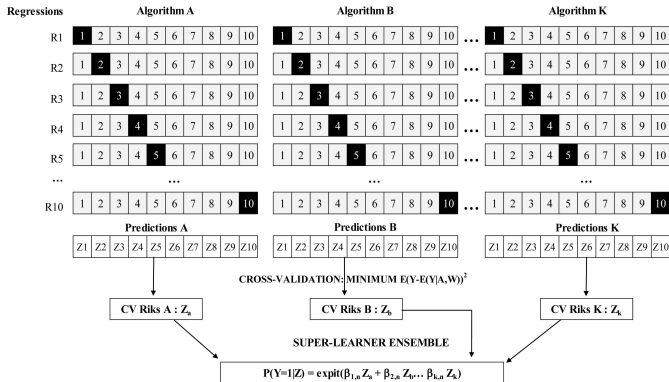 Regressions Algorithm A Algorithm B Algorithm K
R1 1 2 3 4 5 6 7 8 9 10 1 2 3 4 5 6 7 8 9 10 ... 1 2 3 4 5 6 7 8 9 10
R2 1 2 3 4 5 6 7 8 9 10 1 2 3 4 5 6 7 8 9 10 ... 1 2 3 4 5 6 7 8 9 10
R3 1 2 3 4 5 6 7 8 9 10 1 2 3 4 5 6 7 8 9 10 ... 1 2 3 4 5 6 7 8 9 10
R4 1 2 3 4 5 6 7 8 9 10 1 2 3 4 5 6 7 8 9 10 ... 1 2 3 4 5 6 7 8 9 10
R5 1 2 3 4 5 6 7 8 9 10 1 2 3 4 5 6 7 8 9 10 ... 1 2 3 4 5 6 7 8 9 10
... ... ... ...
R10 1 2 3 4 5 6 7 8 9 10 1 2 3 4 5 6 7 8 9 10 ... 1 2 3 4 5 6 7 8 9 10
Predictions A Predictions B Predictions K
Z1 Z2 Z3 Z4 Z5 Z6 Z7 Z8 Z9 Z10 Z1 Z2 Z3 Z4 Z5 Z6 Z7 Z8 Z9 Z10 Z1 Z2 Z3 Z4 Z5 Z6 Z7 Z8 Z9 Z10
CROSS-VALIDATION: MINIMUM E(Y-E(Y|A,W))²
CV Riks A : Zₐ CV Riks B : Z_b CV Riks K : Zₖ
SUPER-LEARNER ENSEMBLE
P(Y=1|Z) = expit(β₁,ₙ Zₐ + β₂,ₙ Z_b... βₖ,ₙ Zₖ)